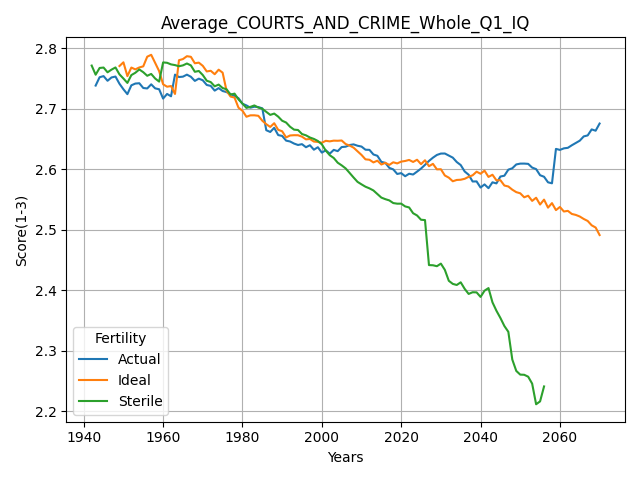 Average_COURTS_AND_CRIME_Whole_Q1_IQ
2.8
2.7
2.6
2.5
2.4
2.3
2.2
Score(1-3)
Fertility
Actual
Ideal
Sterile
1940 1960 1980 2000 2020 2040 2060
Years